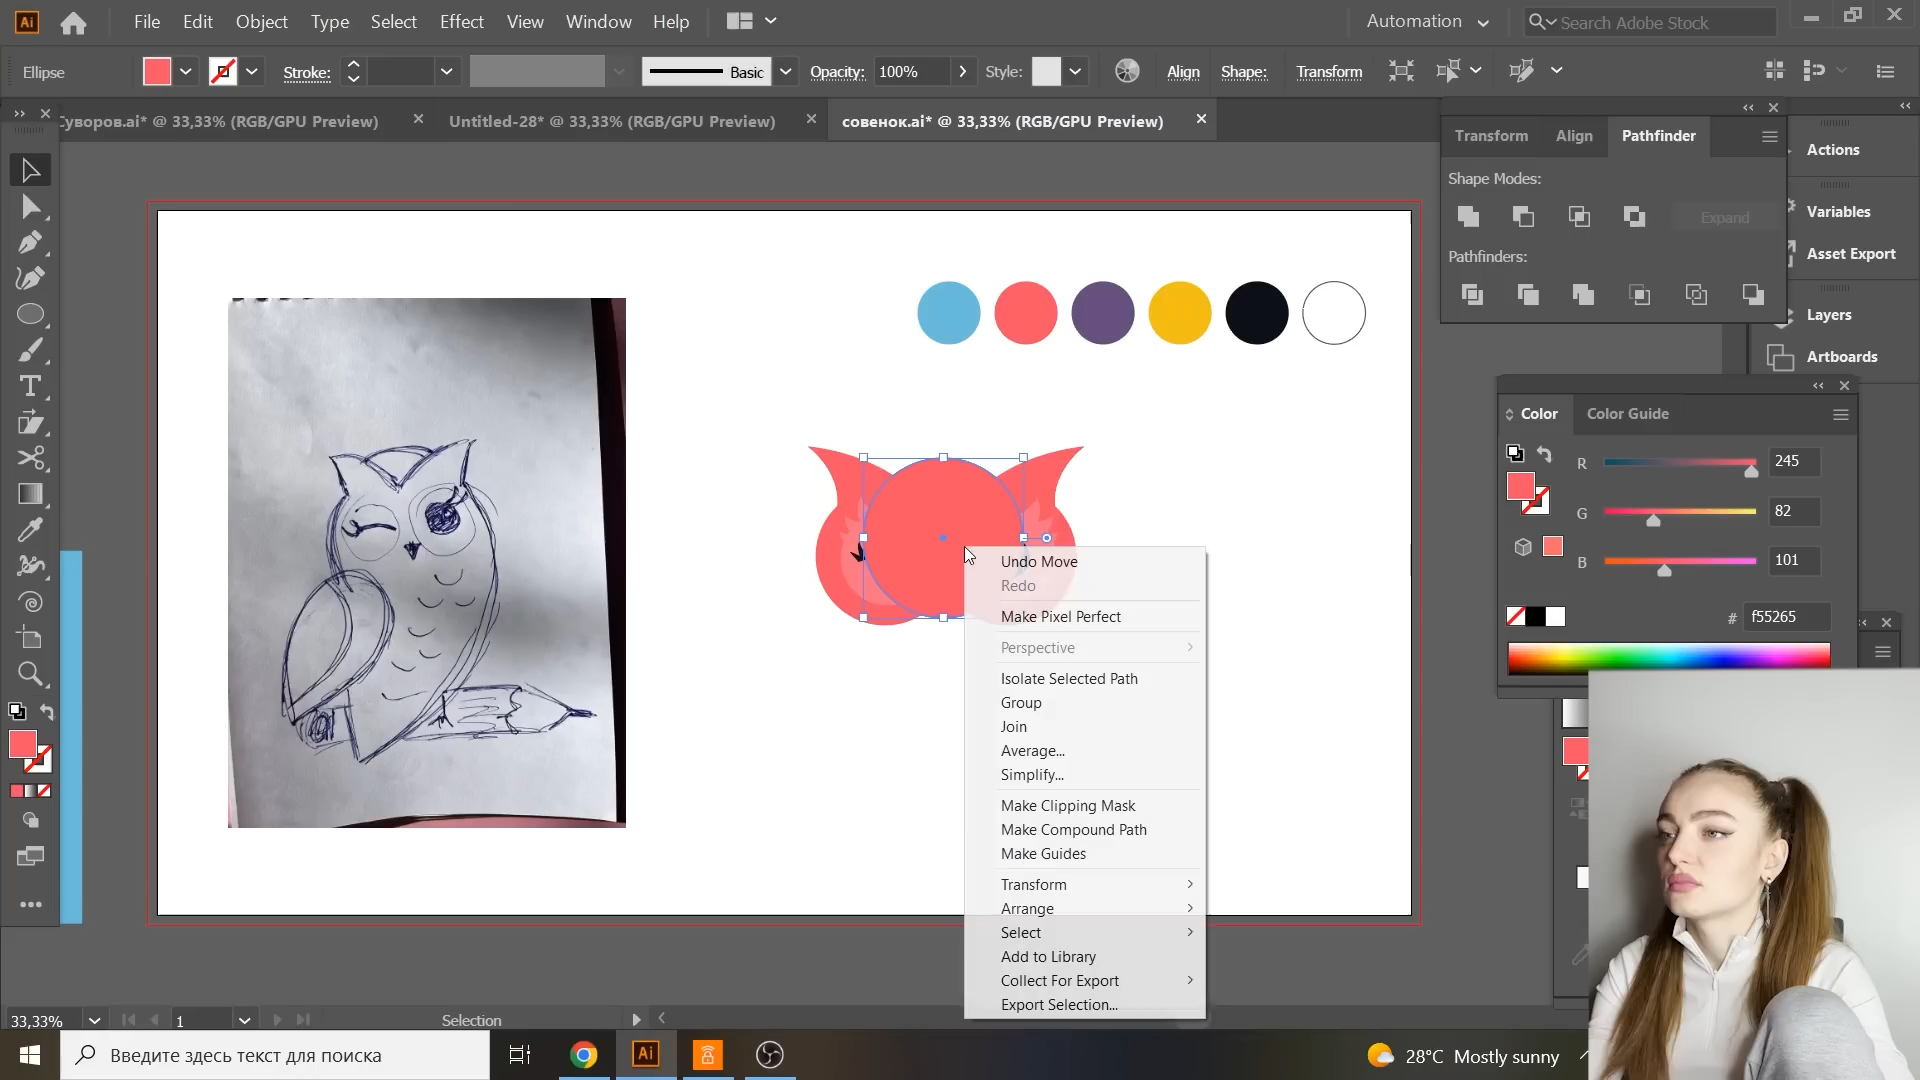 Ai File Edit Object Type Select Effect View Window Help Automation Search Adobe Stock
Ellipse Stroke: Basic Opacity: 100% Style: Align Shape: Transform
Суворов.ai* @ 33,33% (RGB/GPU Preview) Untitled-28* @ 33,33% (RGB/GPU Preview) совенок.ai* @ 33,33% (RGB/GPU Preview)
Transform Align Pathfinder
Shape Modes:
Expand
Pathfinders:
Actions
Variables
Asset Export
Layers
Artboards
Color Color Guide
R 245
G 82
B 101
# f55265
Undo Move
Redo
Make Pixel Perfect
Perspective
Isolate Selected Path
Group
Join
Average...
Simplify...
Make Clipping Mask
Make Compound Path
Make Guides
Transform
Arrange
Select
Add to Library
Collect For Export
Export Selection...
33,33% 1 Selection
Введите здесь текст для поиска Ai 28°C Mostly sunny